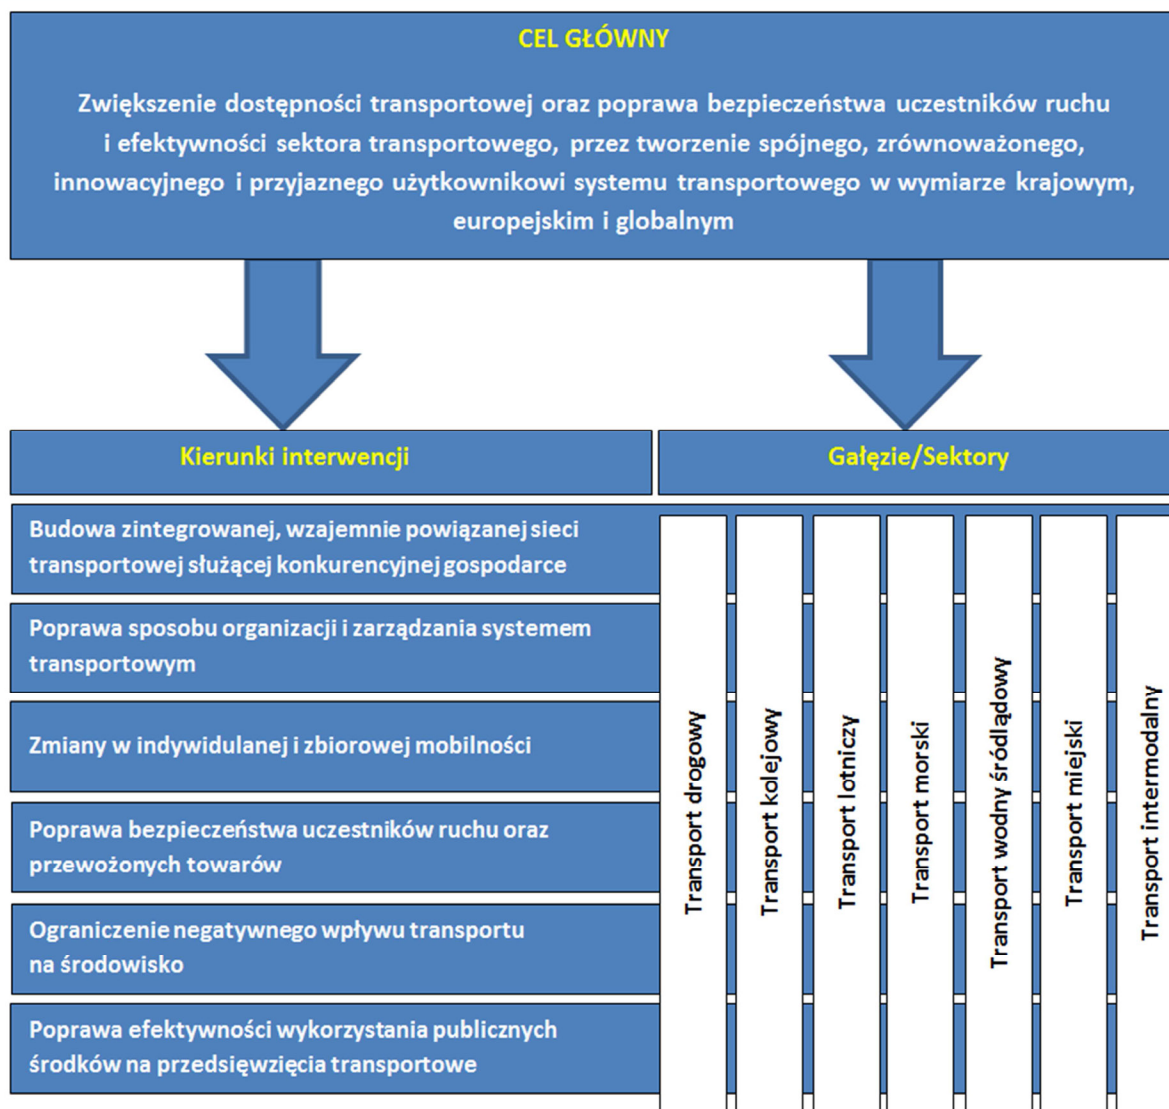 CEL GŁÓWNY
Zwiększenie dostępności transportowej oraz poprawa bezpieczeństwa uczestników ruchu
i efektywności sektora transportowego, przez tworzenie spójnego, zrównoważonego,
innowacyjnego i przyjaznego użytkownikowi systemu transportowego w wymiarze krajowym,
europejskim i globalnym
Kierunki interwencji
Gałęzie/Sektory
Budowa zintegrowanej, wzajemnie powiązanej sieci
transportowej służącej konkurencyjnej gospodarce
Poprawa sposobu organizacji i zarządzania systemem
transportowym
Zmiany w indywidulanej i zbiorowej mobilności
Poprawa bezpieczeństwa uczestników ruchu oraz
przewożonych towarów
Ograniczenie negatywnego wpływu transportu
na środowisko
Poprawa efektywności wykorzystania publicznych
środków na przedsięwzięcia transportowe
Transport drogowy
Transport kolejowy
Transport lotniczy
Transport morski
Transport wodny śródlądowy
Transport miejski
Transport intermodalny